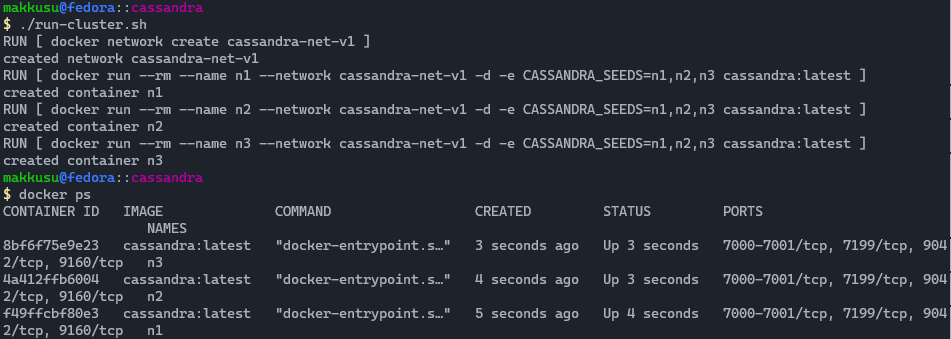 makkusu@fedora::cassandra
$ ./run-cluster.sh
RUN [ docker network create cassandra-net-v1 ]
created network cassandra-net-v1
RUN [ docker run --rm --name n1 --network cassandra-net-v1 -d -e CASSANDRA_SEEDS=n1,n2,n3 cassandra:latest ]
created container n1
RUN [ docker run --rm --name n2 --network cassandra-net-v1 -d -e CASSANDRA_SEEDS=n1,n2,n3 cassandra:latest ]
created container n2
RUN [ docker run --rm --name n3 --network cassandra-net-v1 -d -e CASSANDRA_SEEDS=n1,n2,n3 cassandra:latest ]
created container n3
makkusu@fedora::cassandra
$ docker ps
CONTAINER ID   IMAGE              COMMAND                  CREATED         STATUS         PORTS
                  NAMES
8bf6f75e9e23   cassandra:latest   "docker-entrypoint.s…"   3 seconds ago   Up 3 seconds   7000-7001/tcp, 7199/tcp, 904
2/tcp, 9160/tcp   n3
4a412ffb6004   cassandra:latest   "docker-entrypoint.s…"   4 seconds ago   Up 3 seconds   7000-7001/tcp, 7199/tcp, 904
2/tcp, 9160/tcp   n2
f49ffcbf80e3   cassandra:latest   "docker-entrypoint.s…"   5 seconds ago   Up 4 seconds   7000-7001/tcp, 7199/tcp, 904
2/tcp, 9160/tcp   n1